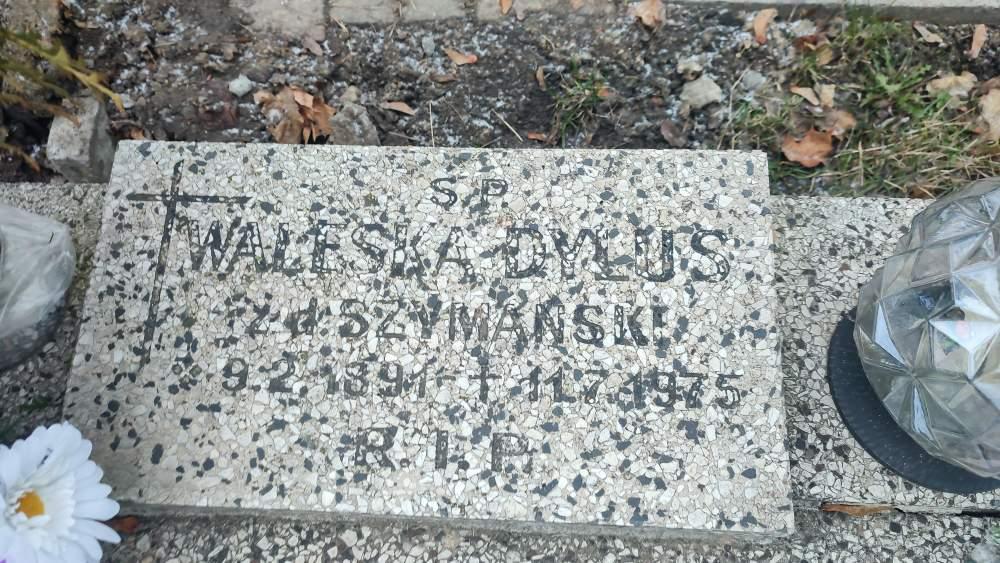 S.P
WALESKA DYLUS
z d. SZYMAŃSKI
* 9.2.1891 - † 11.7.1975
R.I.P.